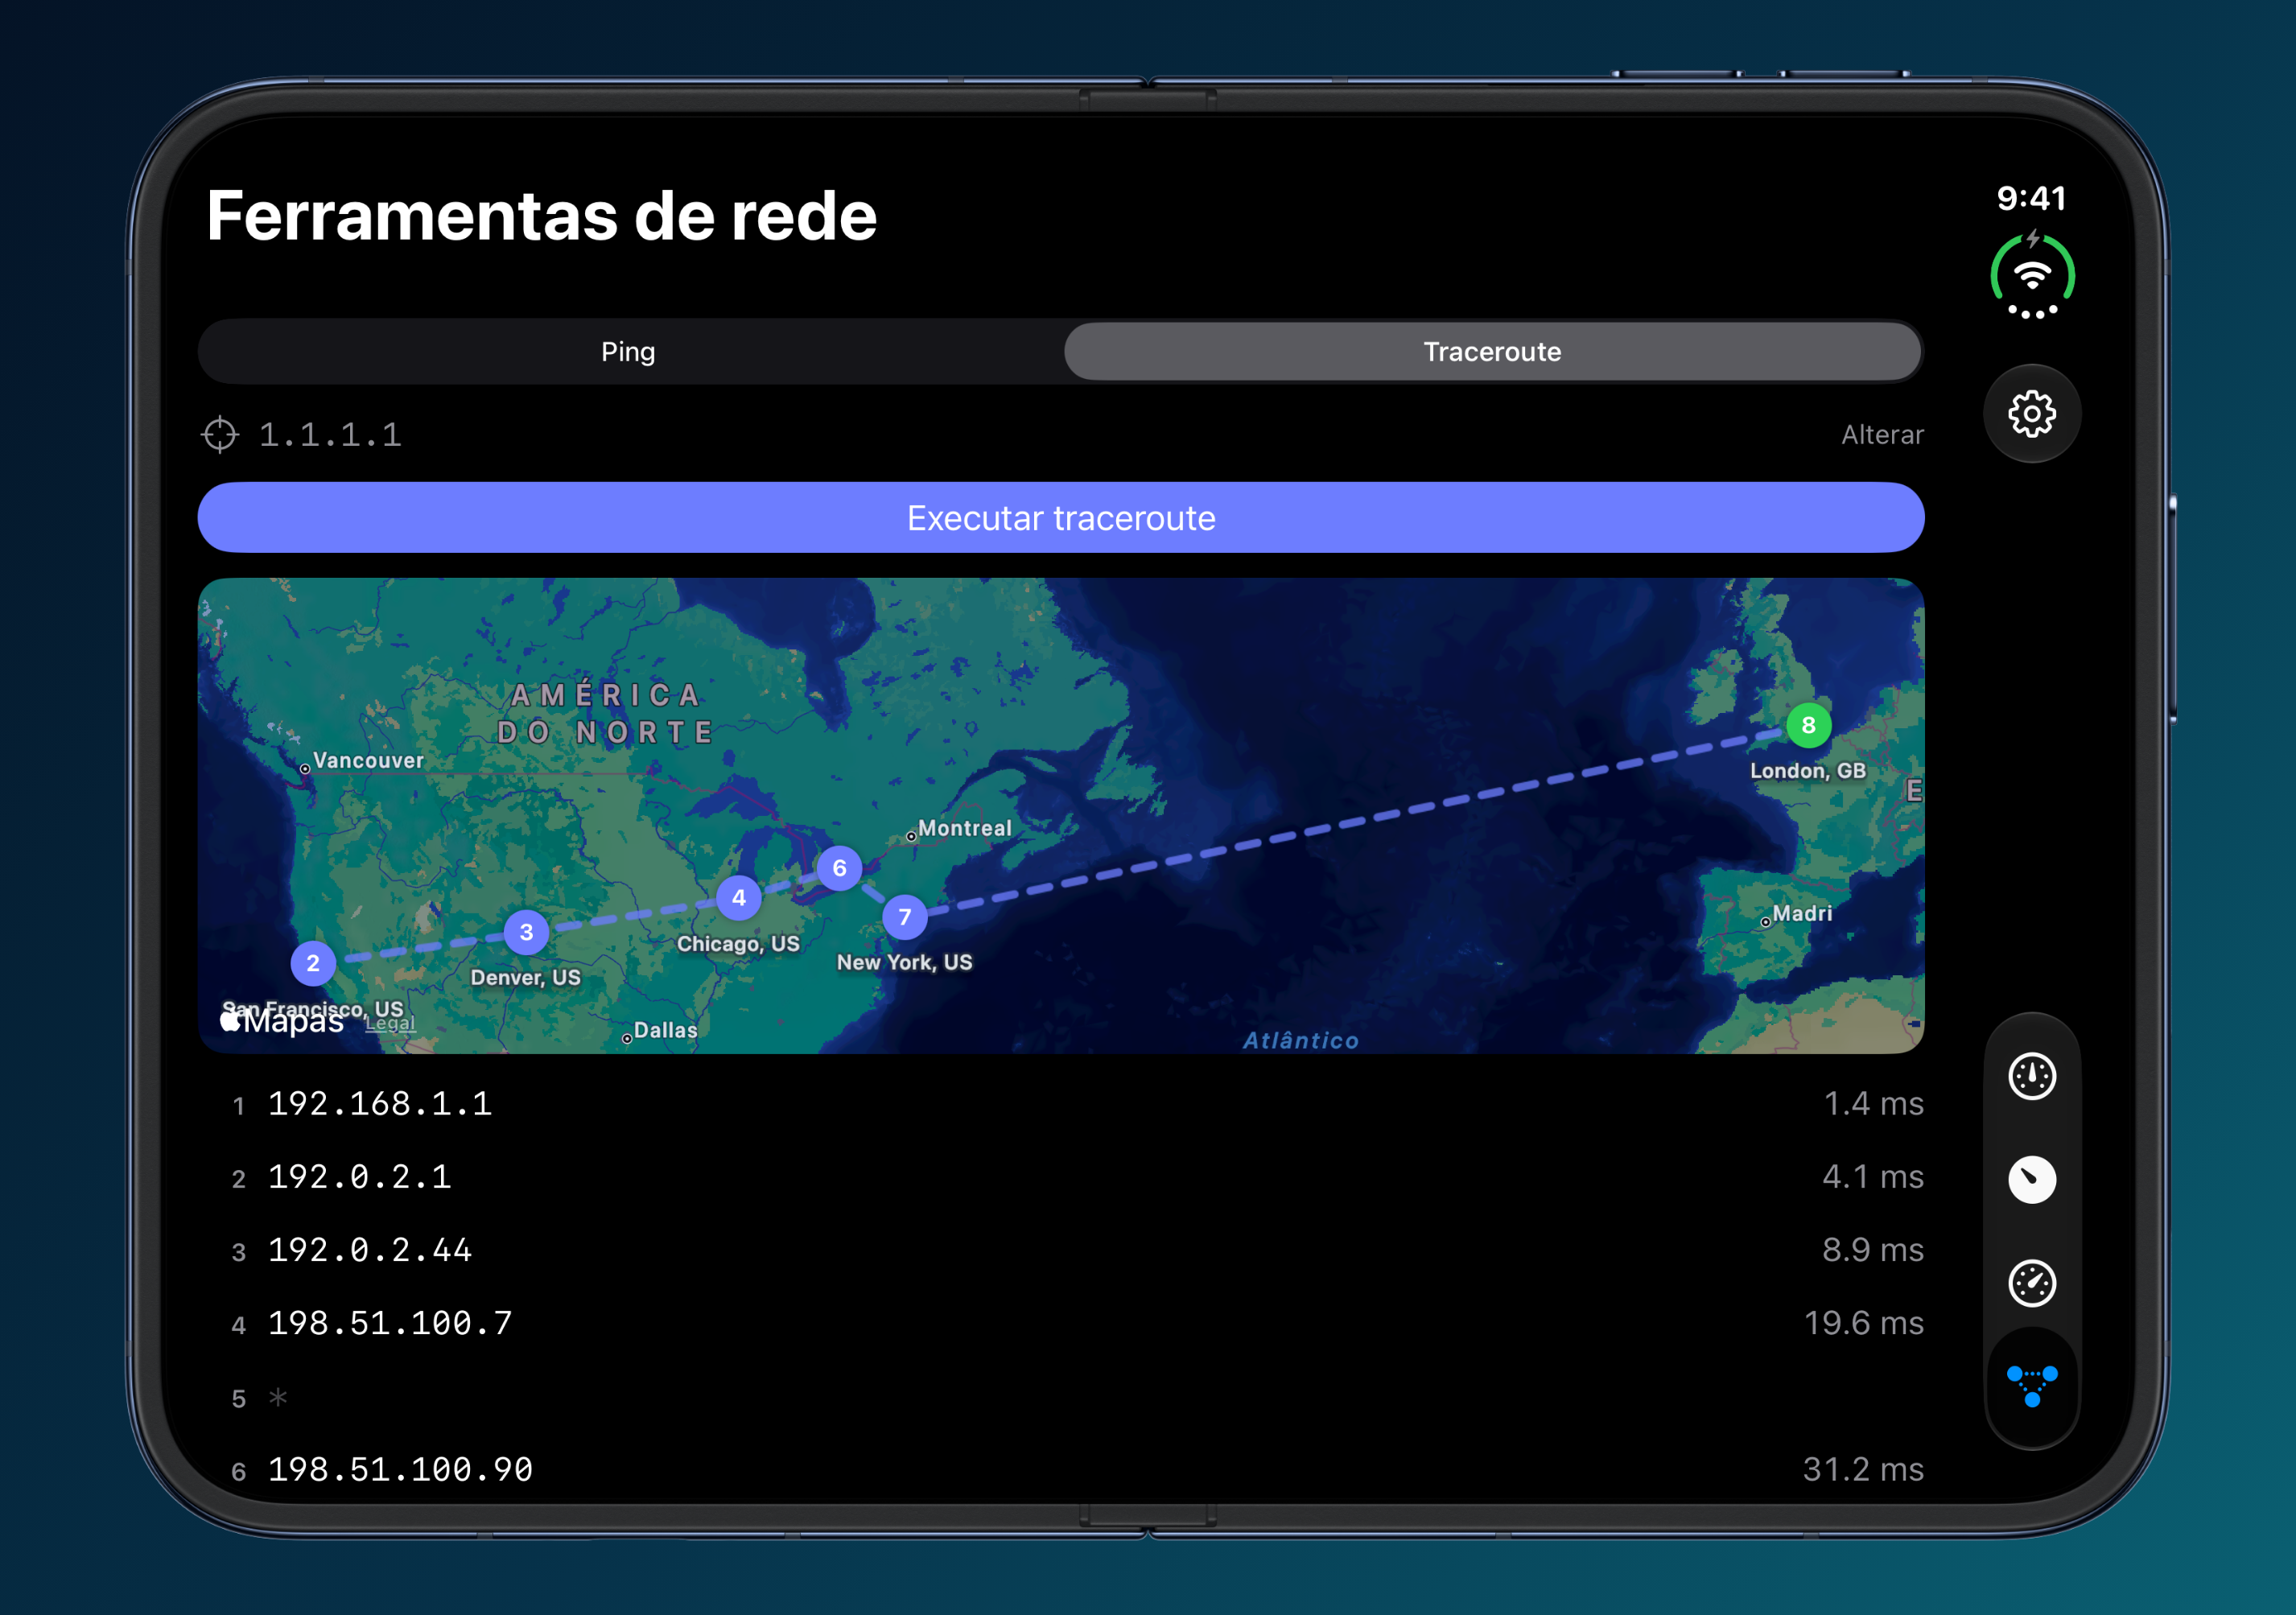 Ferramentas de rede
9:41
Ping
Traceroute
1.1.1.1
Alterar
Executar traceroute
AMÉRICA
DO NORTE
Vancouver
8
London, GB
E
Montreal
6
4
Chicago, US
7
New York, US
Madri
3
Denver, US
2
San Francisco, US
Mapas
Legal
Dallas
Atlântico
1 192.168.1.1 1.4 ms
2 192.0.2.1 4.1 ms
3 192.0.2.44 8.9 ms
4 198.51.100.7 19.6 ms
5 *
6 198.51.100.90 31.2 ms